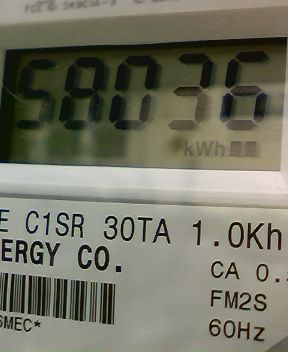 58036
kWh
E C1SR 30TA 1.0Kh
ERGY CO.
CA 0.
FM2S
60Hz
SMEC*